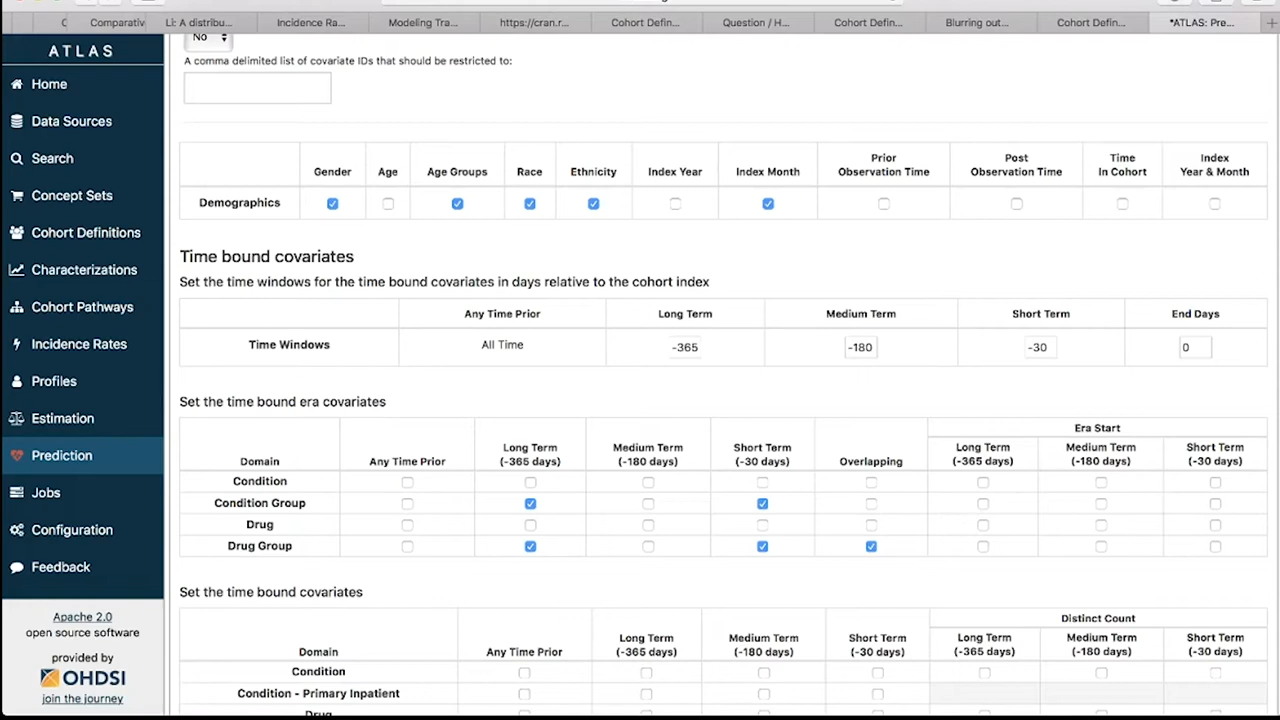 Comparativ
Li: A distribu...
Incidence Ra...
Modeling Tra...
https://cran.r...
Cohort Defin...
Question / H...
Cohort Defin...
Blurring out...
Cohort Defin...
*ATLAS: Pre...
ATLAS
Home
Data Sources
Search
Concept Sets
Cohort Definitions
Characterizations
Cohort Pathways
Incidence Rates
Profiles
Estimation
Prediction
Jobs
Configuration
Feedback
Apache 2.0
open source software
provided by
OHDSI
join the journey
No
A comma delimited list of covariate IDs that should be restricted to:
Gender Age Age Groups Race Ethnicity Index Year Index Month Prior Observation Time Post Observation Time Time In Cohort Index Year & Month
Demographics
Time bound covariates
Set the time windows for the time bound covariates in days relative to the cohort index
Any Time Prior Long Term Medium Term Short Term End Days
Time Windows All Time -365 -180 -30 0
Set the time bound era covariates
Era Start
Domain Any Time Prior Long Term (-365 days) Medium Term (-180 days) Short Term (-30 days) Overlapping Long Term (-365 days) Medium Term (-180 days) Short Term (-30 days)
Condition
Condition Group
Drug
Drug Group
Set the time bound covariates
Distinct Count
Domain Any Time Prior Long Term (-365 days) Medium Term (-180 days) Short Term (-30 days) Long Term (-365 days) Medium Term (-180 days) Short Term (-30 days)
Condition
Condition - Primary Inpatient
Drug